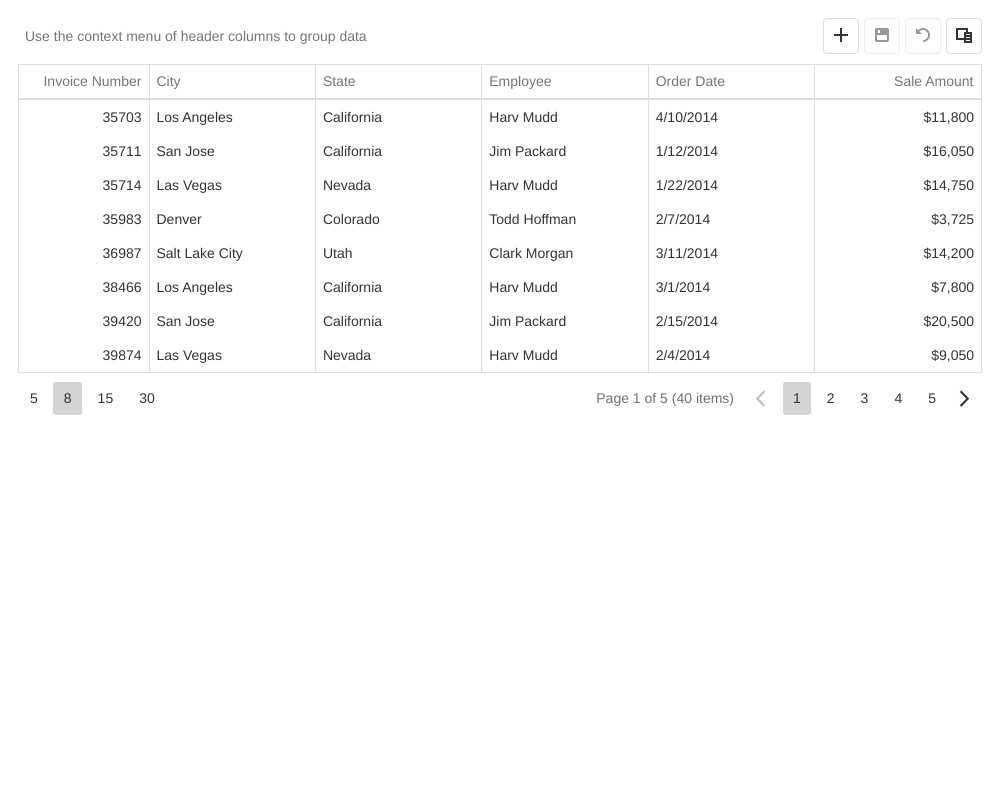 Use the context menu of header columns to group data
Invoice Number City State Employee Order Date Sale Amount
35703 Los Angeles California Harv Mudd 4/10/2014 $11,800
35711 San Jose California Jim Packard 1/12/2014 $16,050
35714 Las Vegas Nevada Harv Mudd 1/22/2014 $14,750
35983 Denver Colorado Todd Hoffman 2/7/2014 $3,725
36987 Salt Lake City Utah Clark Morgan 3/11/2014 $14,200
38466 Los Angeles California Harv Mudd 3/1/2014 $7,800
39420 San Jose California Jim Packard 2/15/2014 $20,500
39874 Las Vegas Nevada Harv Mudd 2/4/2014 $9,050
5 8 15 30 Page 1 of 5 (40 items) 1 2 3 4 5